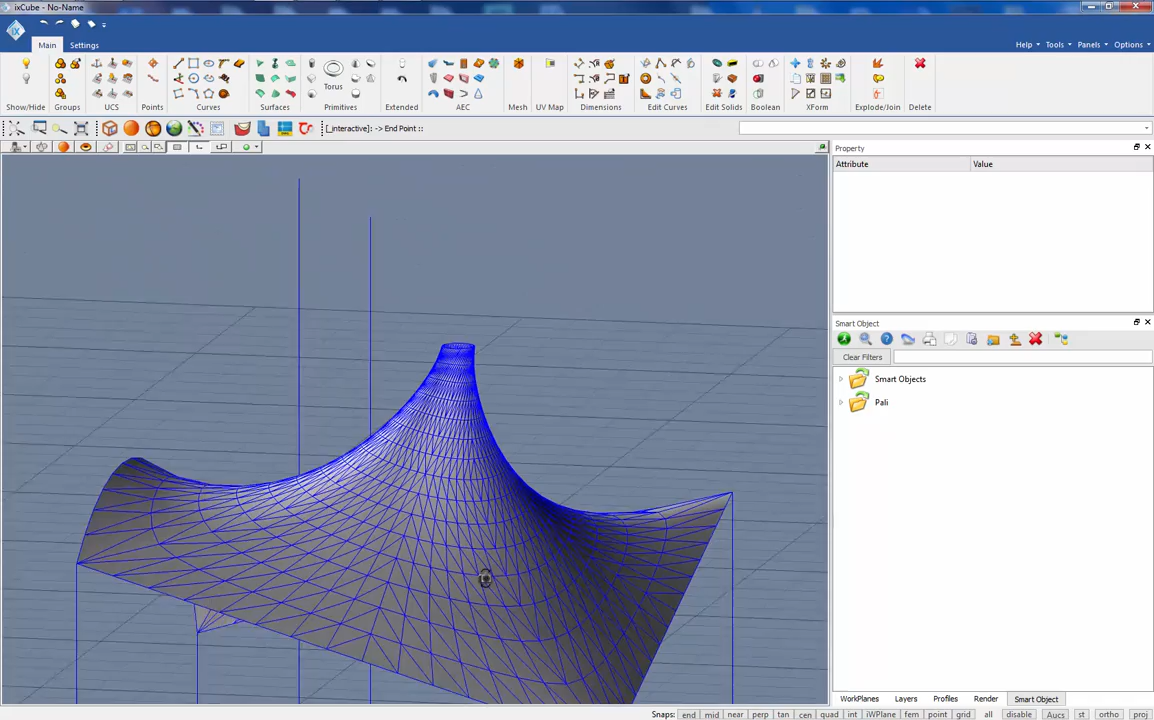 ixCube - No-Name
Main Settings Help Tools Panels Options
Torus
Show/Hide Groups UCS Points Curves Surfaces Primitives Extended AEC Mesh UV Map Dimensions Edit Curves Edit Solids Boolean XForm Explode/Join Delete
[_interactive]: -> End Point ::
Property
Attribute Value
Smart Object
Clear Filters
Smart Objects
Pali
WorkPlanes Layers Profiles Render Smart Object
Snaps: end mid near perp tan cen quad int iWPlane fem point grid all disable Aucs st ortho proj